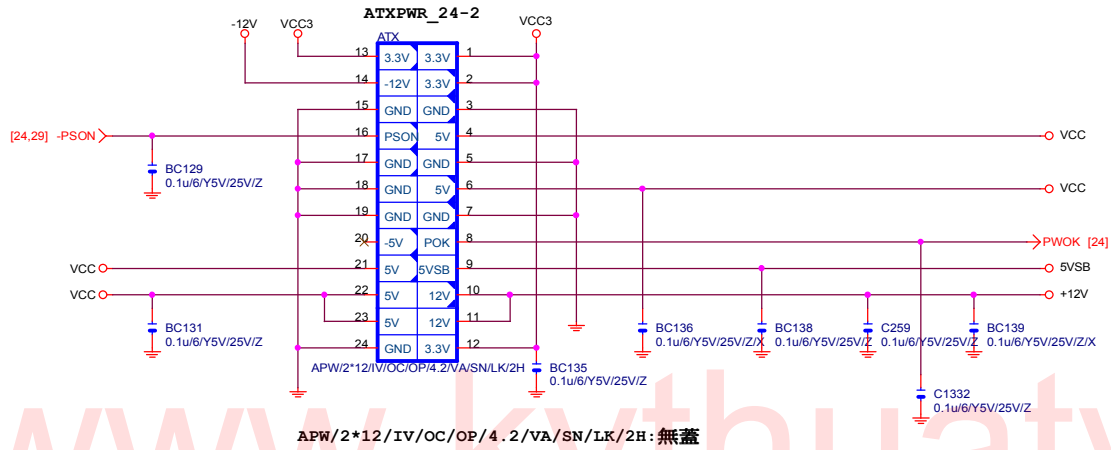 ATXPWR_24-2
-12V VCC3 VCC3
ATX
13 3.3V 3.3V 1
14 -12V 3.3V 2
15 GND GND 3
[24,29] -PSON 16 PSON 5V 4 VCC
17 GND GND 5
BC129
0.1u/6/Y5V/25V/Z
18 GND 5V 6 VCC
19 GND GND 7
20 -5V POK 8 PWOK [24]
VCC 21 5V 5VSB 9 5VSB
VCC 22 5V 12V 10 +12V
23 5V 12V 11
BC131
0.1u/6/Y5V/25V/Z
BC136
0.1u/6/Y5V/25V/Z/X
BC138
0.1u/6/Y5V/25V/Z
C259
0.1u/6/Y5V/25V/Z
BC139
0.1u/6/Y5V/25V/Z/X
24 GND 3.3V 12
APW/2*12/IV/OC/OP/4.2/VA/SN/LK/2H
BC135
0.1u/6/Y5V/25V/Z
C1332
0.1u/6/Y5V/25V/Z
APW/2*12/IV/OC/OP/4.2/VA/SN/LK/2H:無蓋